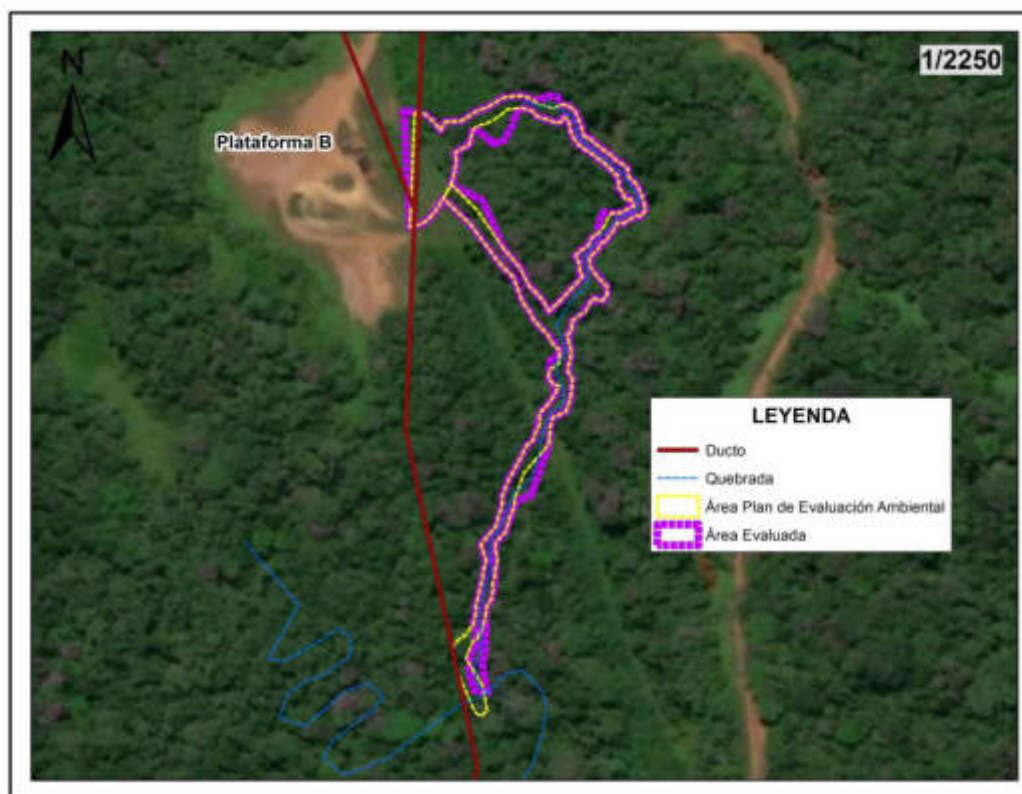 1/2250
N
Plataforma B
LEYENDA
Ducto
Quebrada
Área Plan de Evaluación Ambiental
Área Evaluada